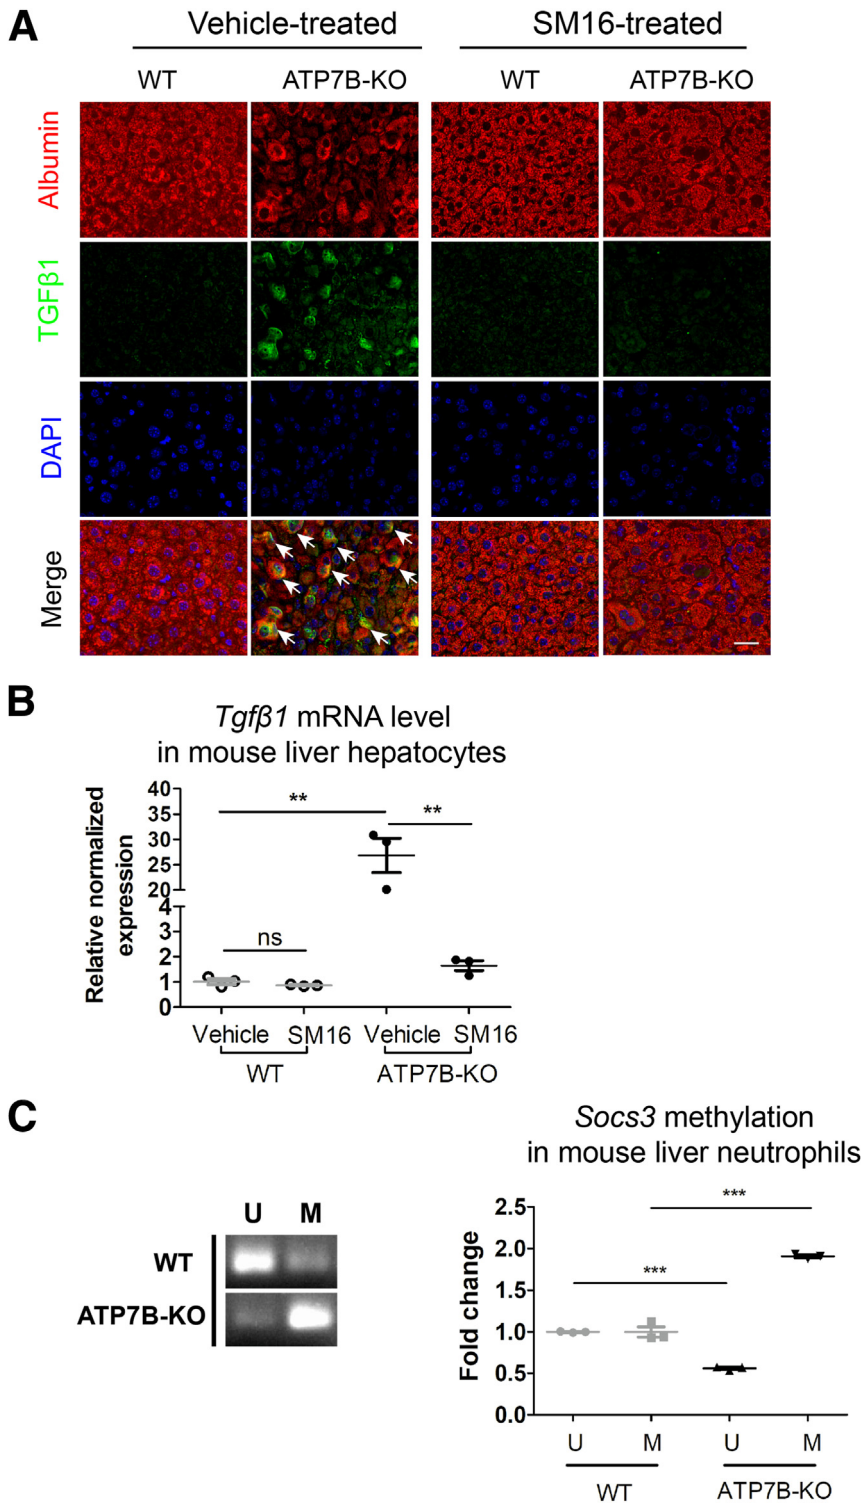 A
Vehicle-treated
SM16-treated
WT
ATP7B-KO
WT
ATP7B-KO
Albumin
TGFβ1
DAPI
Merge
B
Tgfβ1 mRNA level
in mouse liver hepatocytes
Relative normalized
expression
40
35
30
25
20
4
3
2
1
0
**
**
ns
Vehicle SM16 Vehicle SM16
WT
ATP7B-KO
C
U M
WT
ATP7B-KO
Socs3 methylation
in mouse liver neutrophils
Fold change
2.5
2.0
1.5
1.0
0.5
0.0
***
***
U M U M
WT
ATP7B-KO